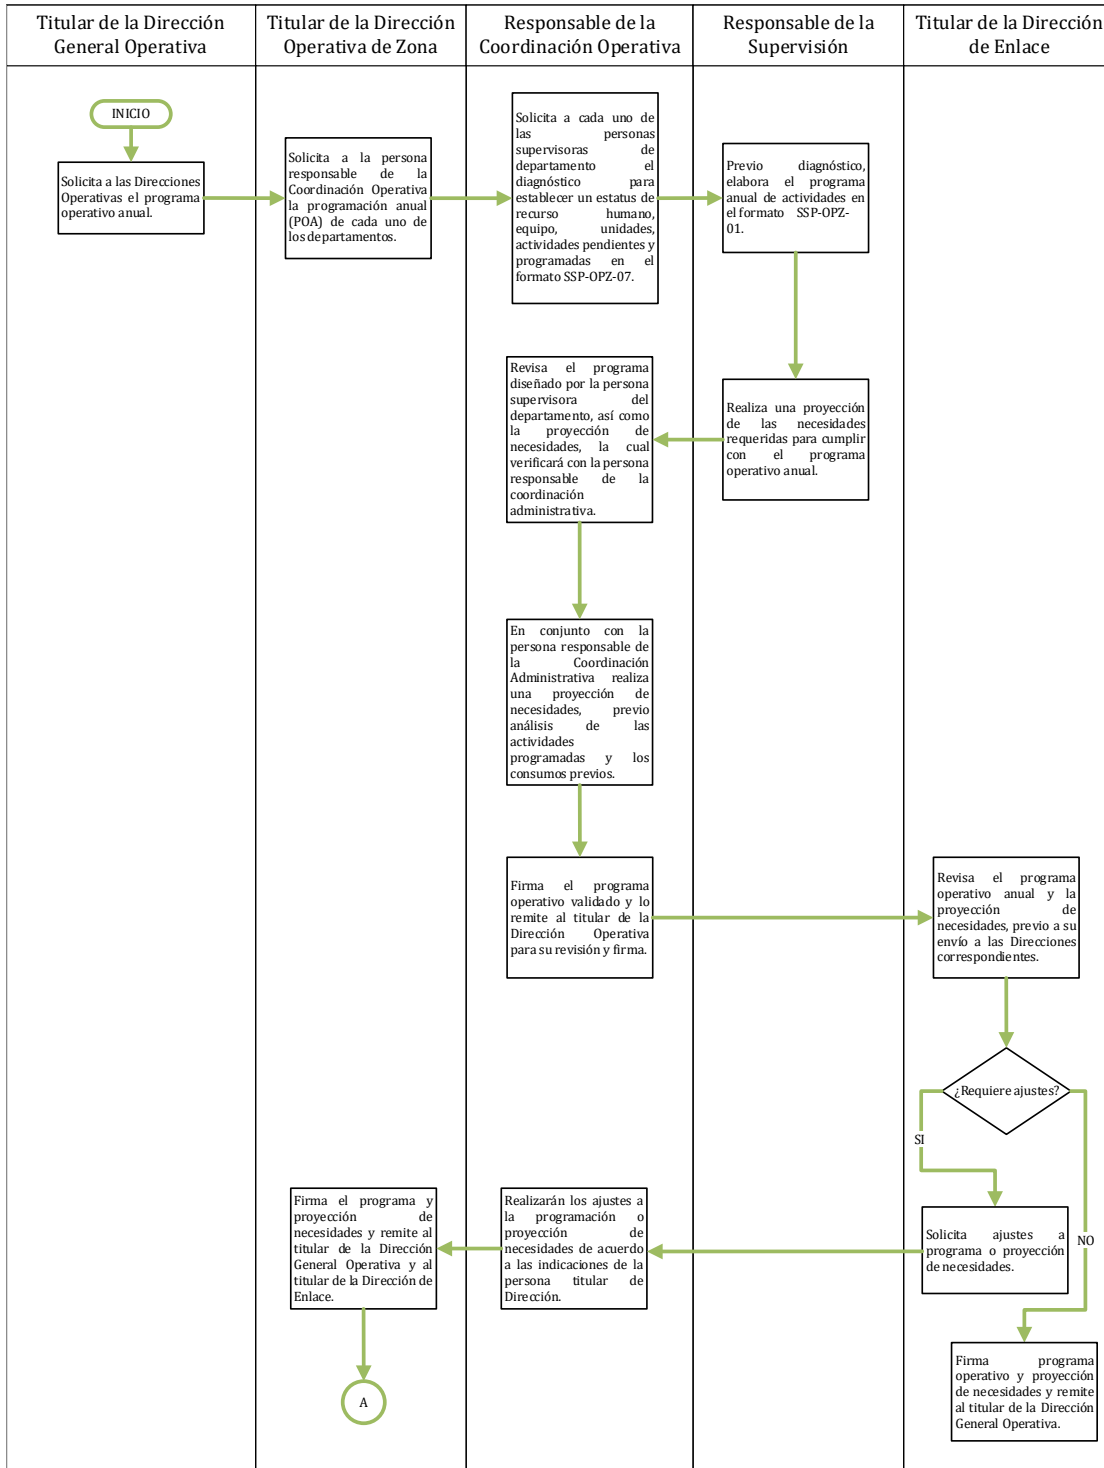 Titular de la Dirección
General Operativa
Titular de la Dirección
Operativa de Zona
Responsable de la
Coordinación Operativa
Responsable de la
Supervisión
Titular de la Dirección
de Enlace
INICIO
Solicita a las Direcciones
Operativas el programa
operativo anual.
Solicita a la persona
responsable de la
Coordinación Operativa
la programación anual
(POA) de cada uno de
los departamentos.
Solicita a cada uno de
las personas
supervisoras de
departamento el
diagnóstico para
establecer un estatus de
recurso humano,
equipo, unidades,
actividades pendientes y
programadas en el
formato SSP-OPZ-07.
Previo diagnóstico,
elabora el programa
anual de actividades en
el formato SSP-OPZ-
01.
Revisa el programa
diseñado por la persona
supervisora del
departamento, así como
la proyección de
necesidades, la cual
verificará con la persona
responsable de la
coordinación
administrativa.
Realiza una proyección
de las necesidades
requeridas para cumplir
con el programa
operativo anual.
En conjunto con la
persona responsable de
la Coordinación
Administrativa realiza
una proyección de
necesidades, previo
análisis de las
actividades
programadas y los
consumos previos.
Firma el programa
operativo validado y lo
remite al titular de la
Dirección Operativa
para su revisión y firma.
Revisa el programa
operativo anual y la
proyección de
necesidades, previo a su
envío a las Direcciones
correspondientes.
¿Requiere ajustes?
SI
NO
Firma el programa y
proyección de
necesidades y remite al
titular de la Dirección
General Operativa y al
titular de la Dirección de
Enlace.
Realizarán los ajustes a
la programación o
proyección de
necesidades de acuerdo
a las indicaciones de la
persona titular de
Dirección.
Solicita ajustes a
programa o proyección
de necesidades.
Firma programa
operativo y proyección
de necesidades y remite
al titular de la Dirección
General Operativa.
A